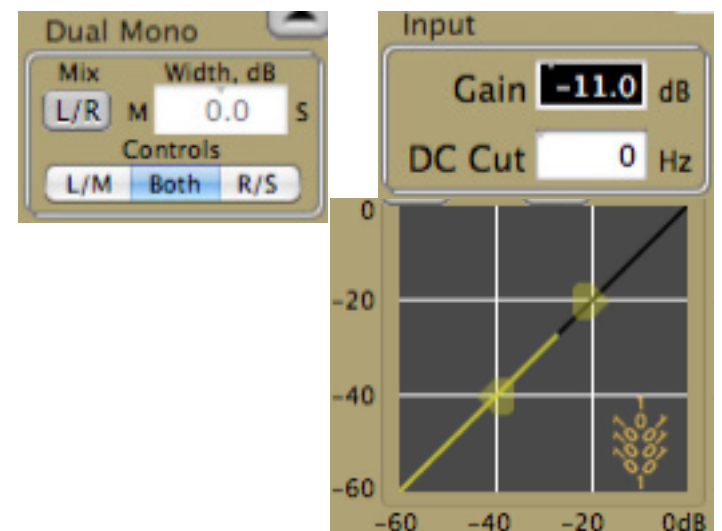 Dual Mono
Mix Width, dB
L/R M 0.0 S
Controls
L/M Both R/S
Input
Gain -11.0 dB
DC Cut 0 Hz
0
-20
-40
-60
-60 -40 -20 0dB